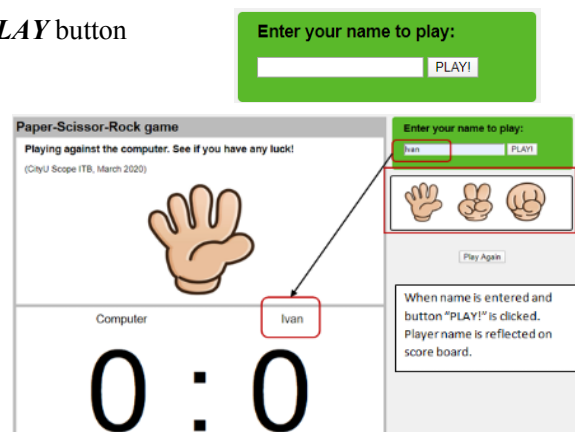 LAY button
Enter your name to play:
PLAY!
Paper-Scissor-Rock game
Playing against the computer. See if you have any luck!
(CityU Scope ITB, March 2020)
Computer
Ivan
0 : 0
Enter your name to play:
Ivan
PLAY!
Play Again
When name is entered and
button “PLAY!” is clicked.
Player name is reflected on
score board.